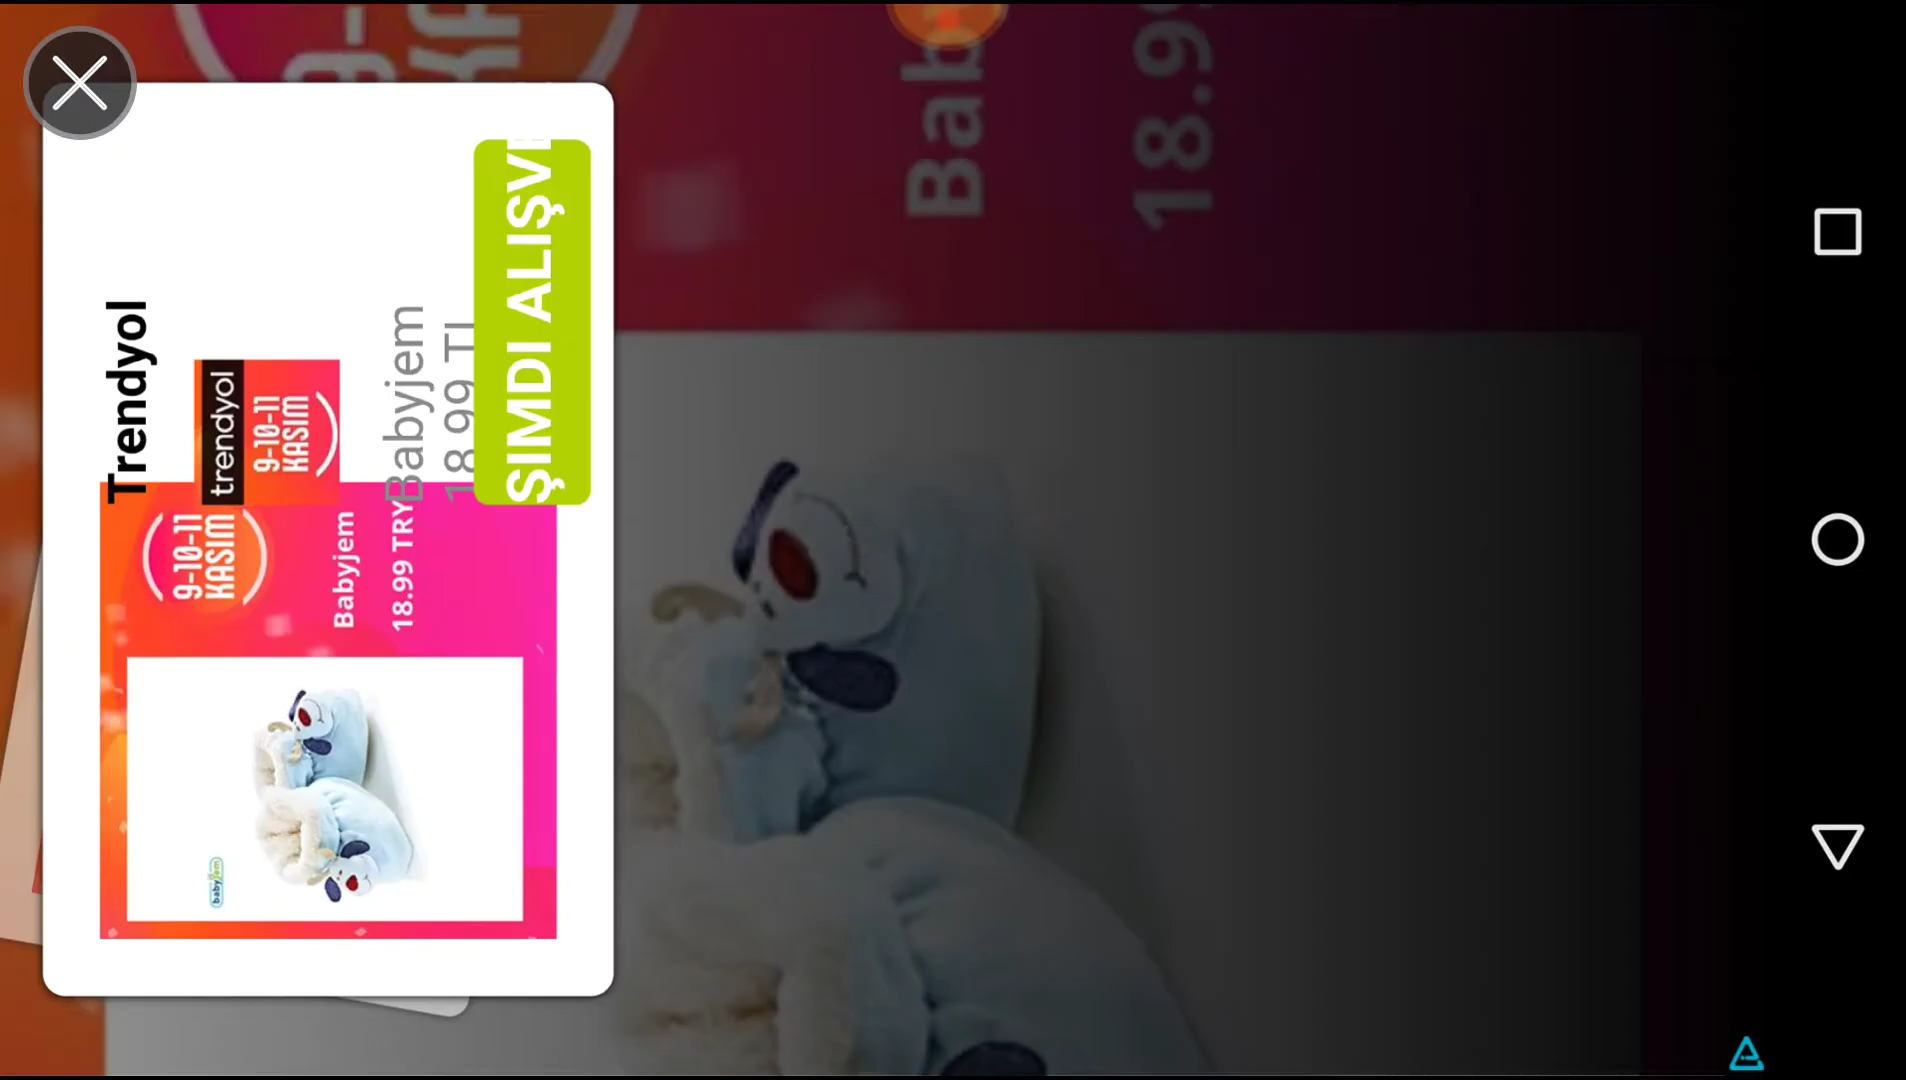 Trendyol
trendyol
9-10-11
KASIM
Babyjem
18.99 TL
ŞIMDI ALIŞV
9-10-11
KASIM
Babyjem
18.99 TRY
babyjem
Bab
18.9